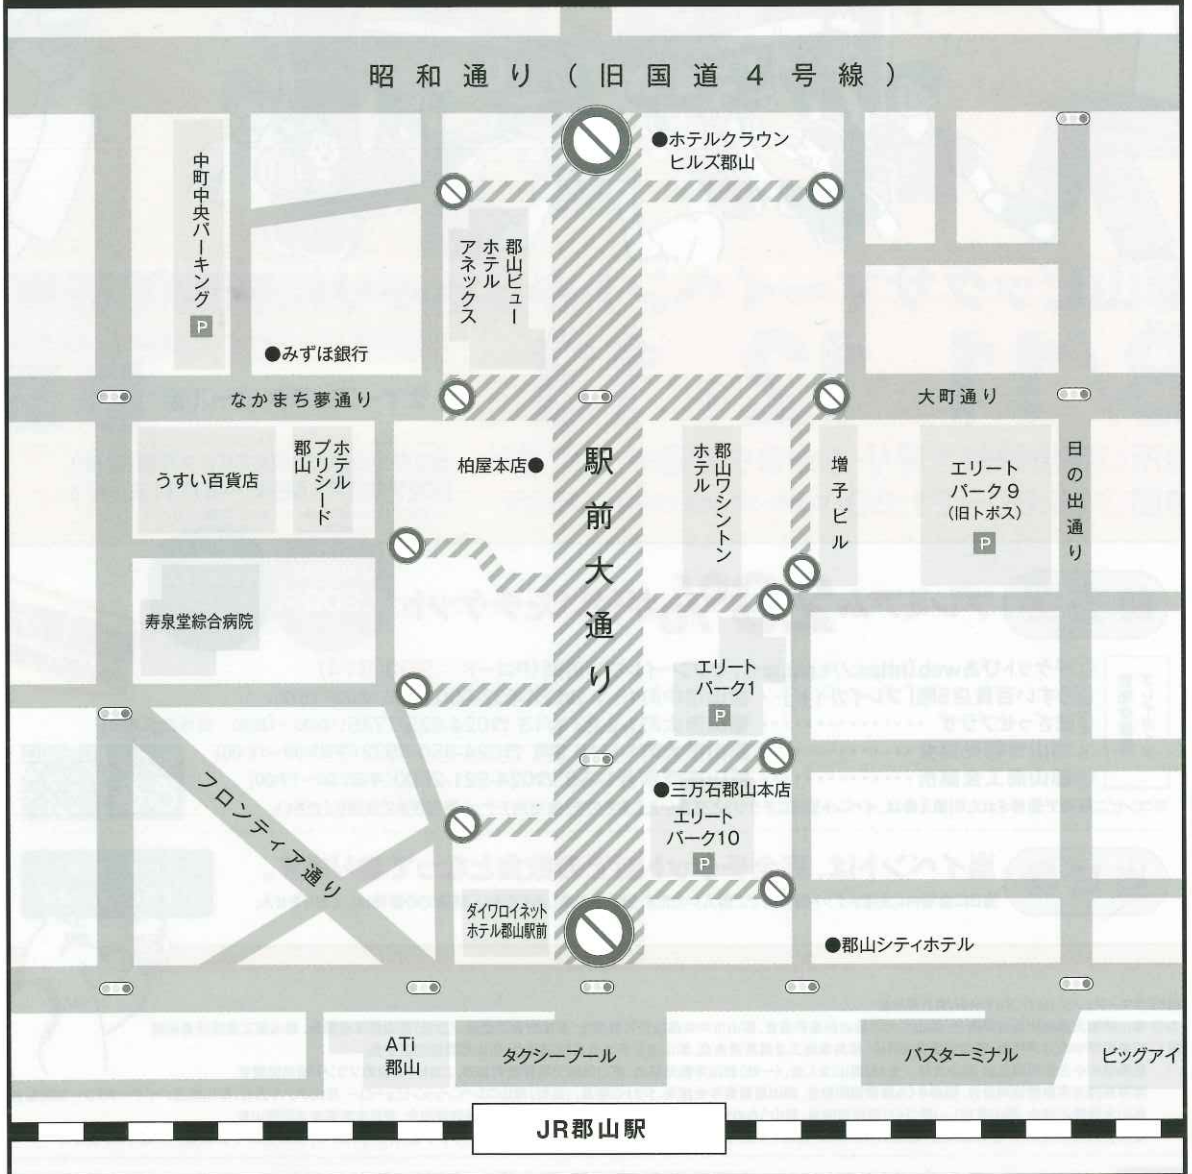 昭和通り（旧国道4号線）
●ホテルクラウン
ヒルズ郡山
中町中央パーキング
P
郡山ビュー
ホテル
アネックス
●みずほ銀行
なかまち夢通り
大町通り
うすい百貨店
ホテル
プリシード
郡山
柏屋本店●
駅前大通り
郡山ワシントン
ホテル
増子ビル
エリート
パーク9
（旧トポス）
P
日の出通り
寿泉堂綜合病院
エリート
パーク1
P
フロンティア通り
●三万石郡山本店
エリート
パーク10
P
ダイワロイネット
ホテル郡山駅前
●郡山シティホテル
ATi
郡山
タクシープール
バスターミナル
ビッグアイ
JR郡山駅